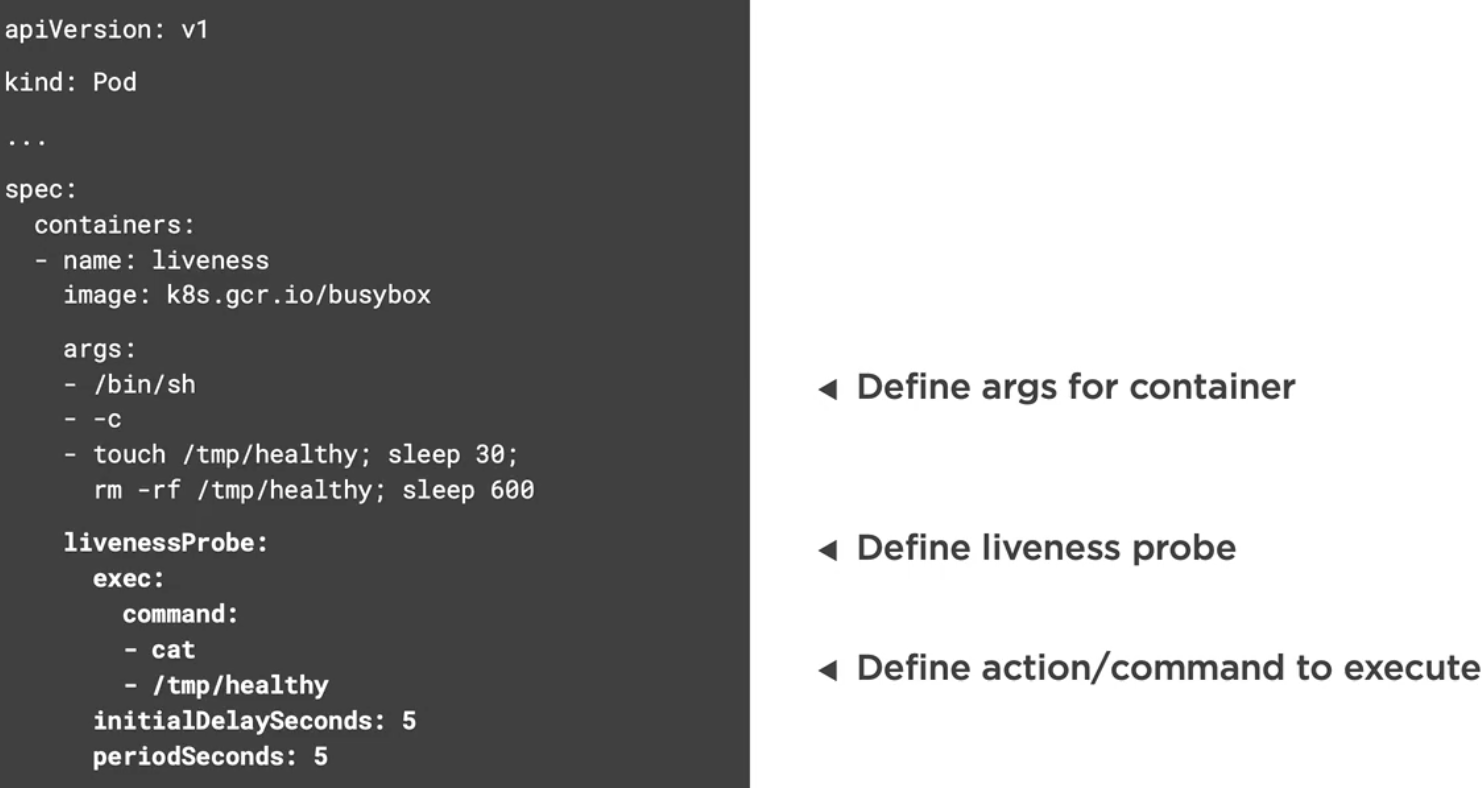 apiVersion: v1
kind: Pod
...
spec:
  containers:
  - name: liveness
    image: k8s.gcr.io/busybox
    args:
    - /bin/sh
    - -c
    - touch /tmp/healthy; sleep 30;
      rm -rf /tmp/healthy; sleep 600
    livenessProbe:
      exec:
        command:
        - cat
        - /tmp/healthy
      initialDelaySeconds: 5
      periodSeconds: 5
Define args for container
Define liveness probe
Define action/command to execute